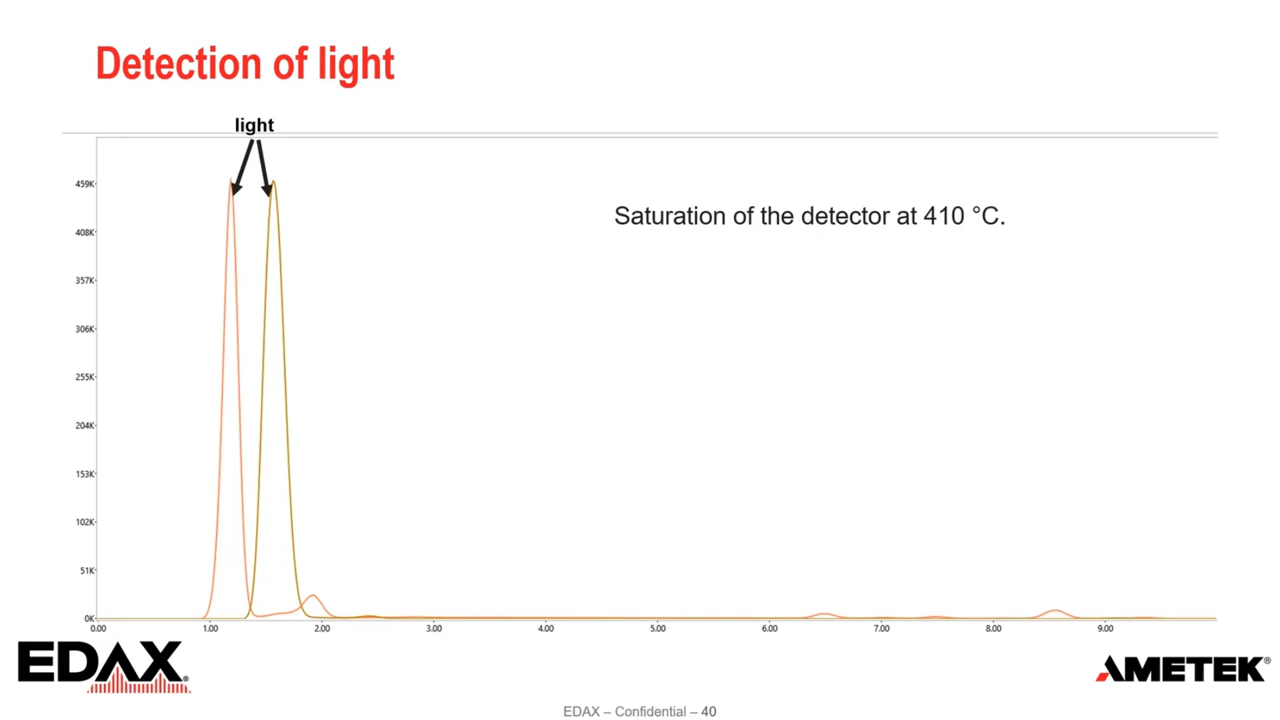 Detection of light
light
Saturation of the detector at 410 °C.
459K
408K
357K
306K
255K
204K
153K
102K
51K
0K
0.00 1.00 2.00 3.00 4.00 5.00 6.00 7.00 8.00 9.00
EDAX®
AMETEK®
EDAX – Confidential – 40